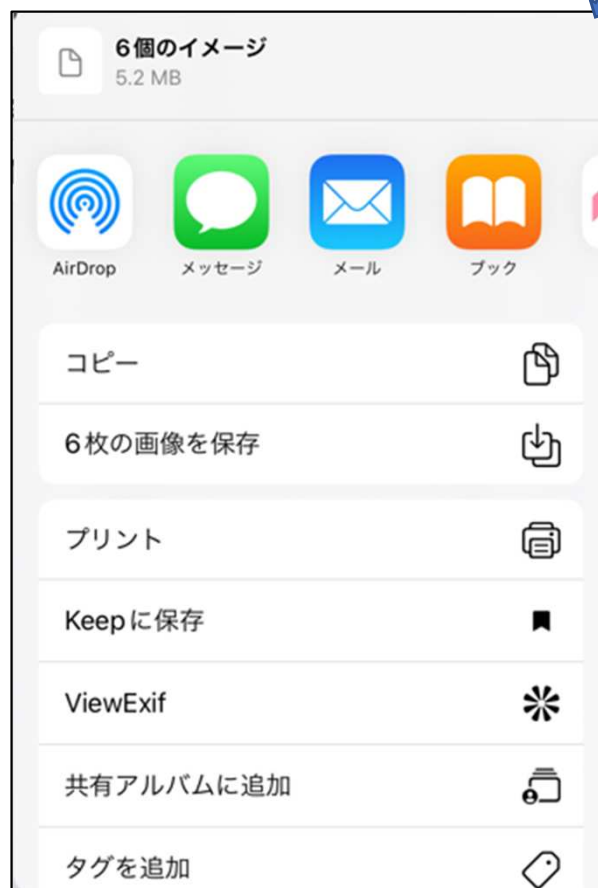 6個のイメージ
5.2 MB
AirDrop メッセージ メール ブック
コピー
6枚の画像を保存
プリント
Keepに保存
ViewExif
共有アルバムに追加
タグを追加